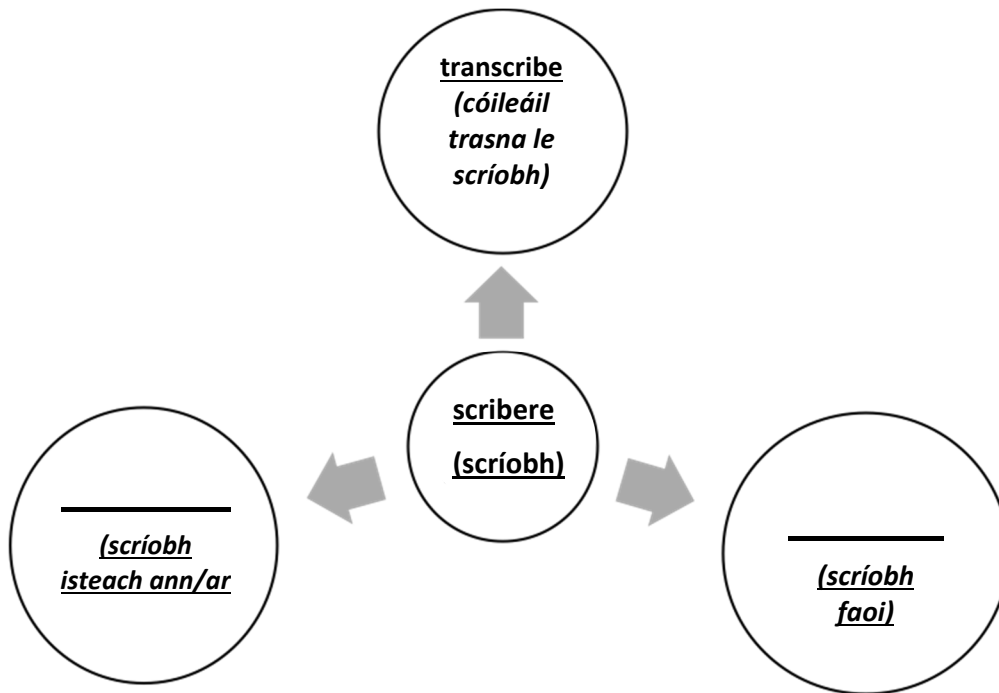 transcribe
(cóileáil
trasna le
scríobh)
scribere
(scríobh)
(scríobh
isteach ann/ar
(scríobh
faoi)